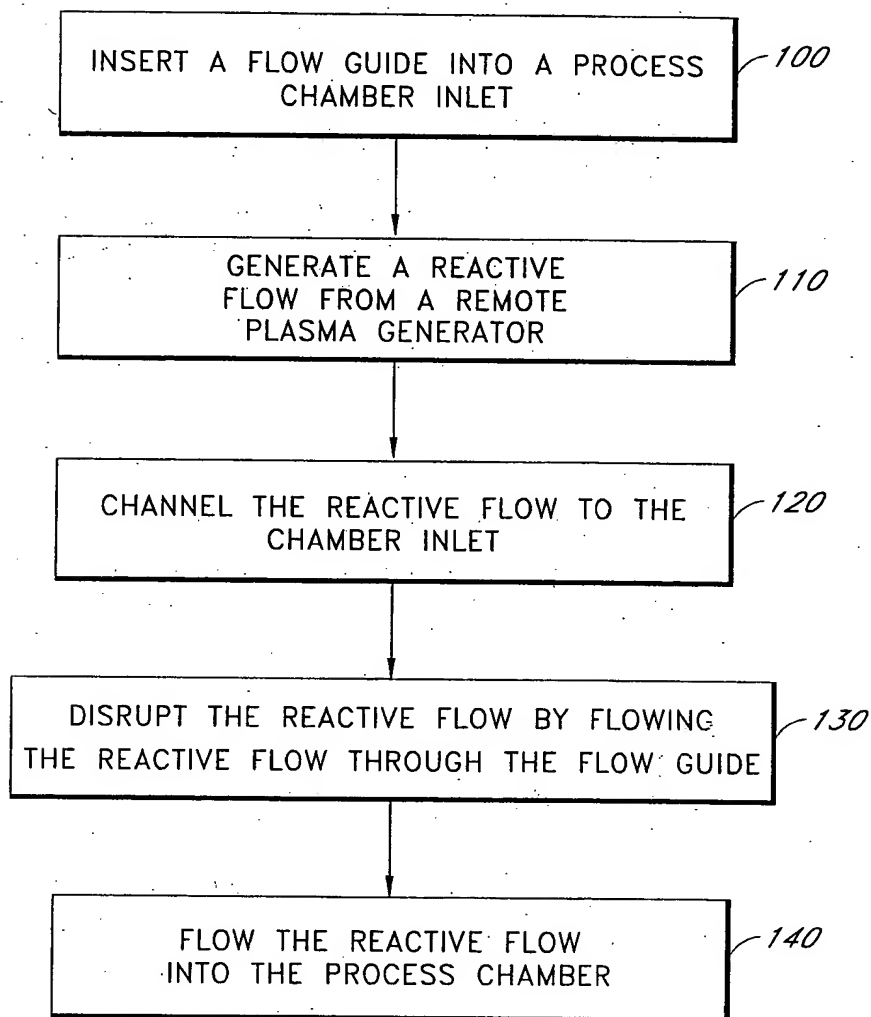 INSERT A FLOW GUIDE INTO A PROCESS
CHAMBER INLET
100
GENERATE A REACTIVE
FLOW FROM A REMOTE
PLASMA GENERATOR
110
CHANNEL THE REACTIVE FLOW TO THE
CHAMBER INLET
120
DISRUPT THE REACTIVE FLOW BY FLOWING
THE REACTIVE FLOW THROUGH THE FLOW GUIDE
130
FLOW THE REACTIVE FLOW
INTO THE PROCESS CHAMBER
140